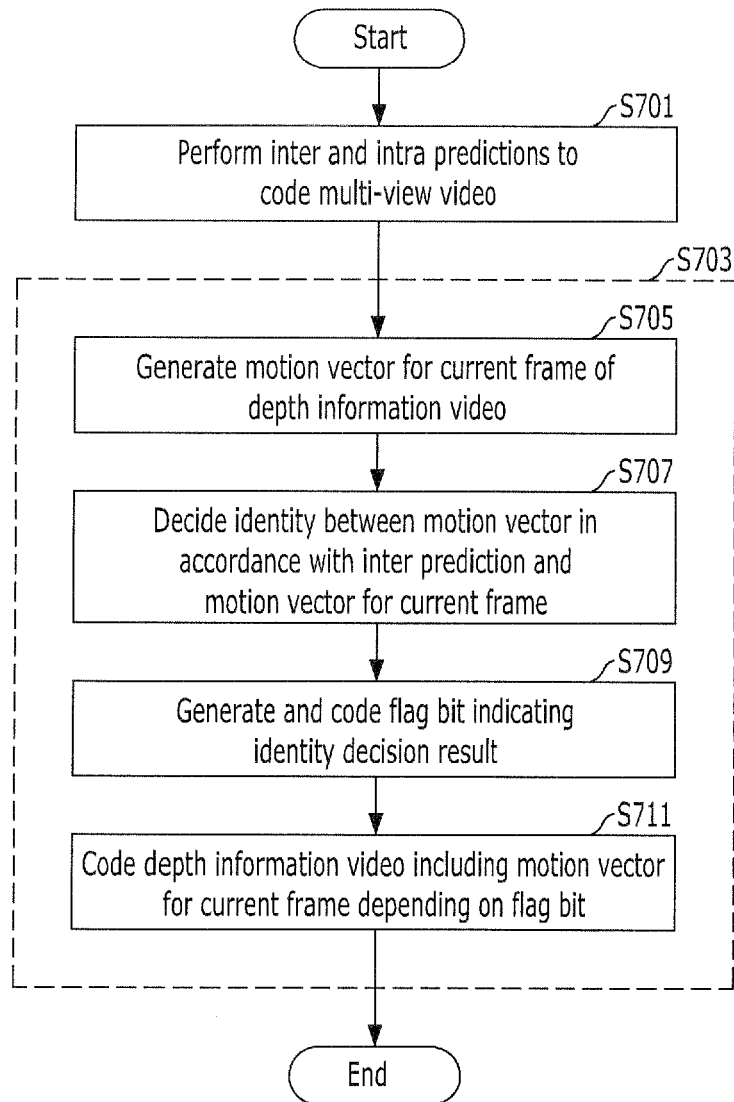 Start
S701
Perform inter and intra predictions to
code multi-view video
S703
S705
Generate motion vector for current frame of
depth information video
S707
Decide identity between motion vector in
accordance with inter prediction and
motion vector for current frame
S709
Generate and code flag bit indicating
identity decision result
S711
Code depth information video including motion vector
for current frame depending on flag bit
End